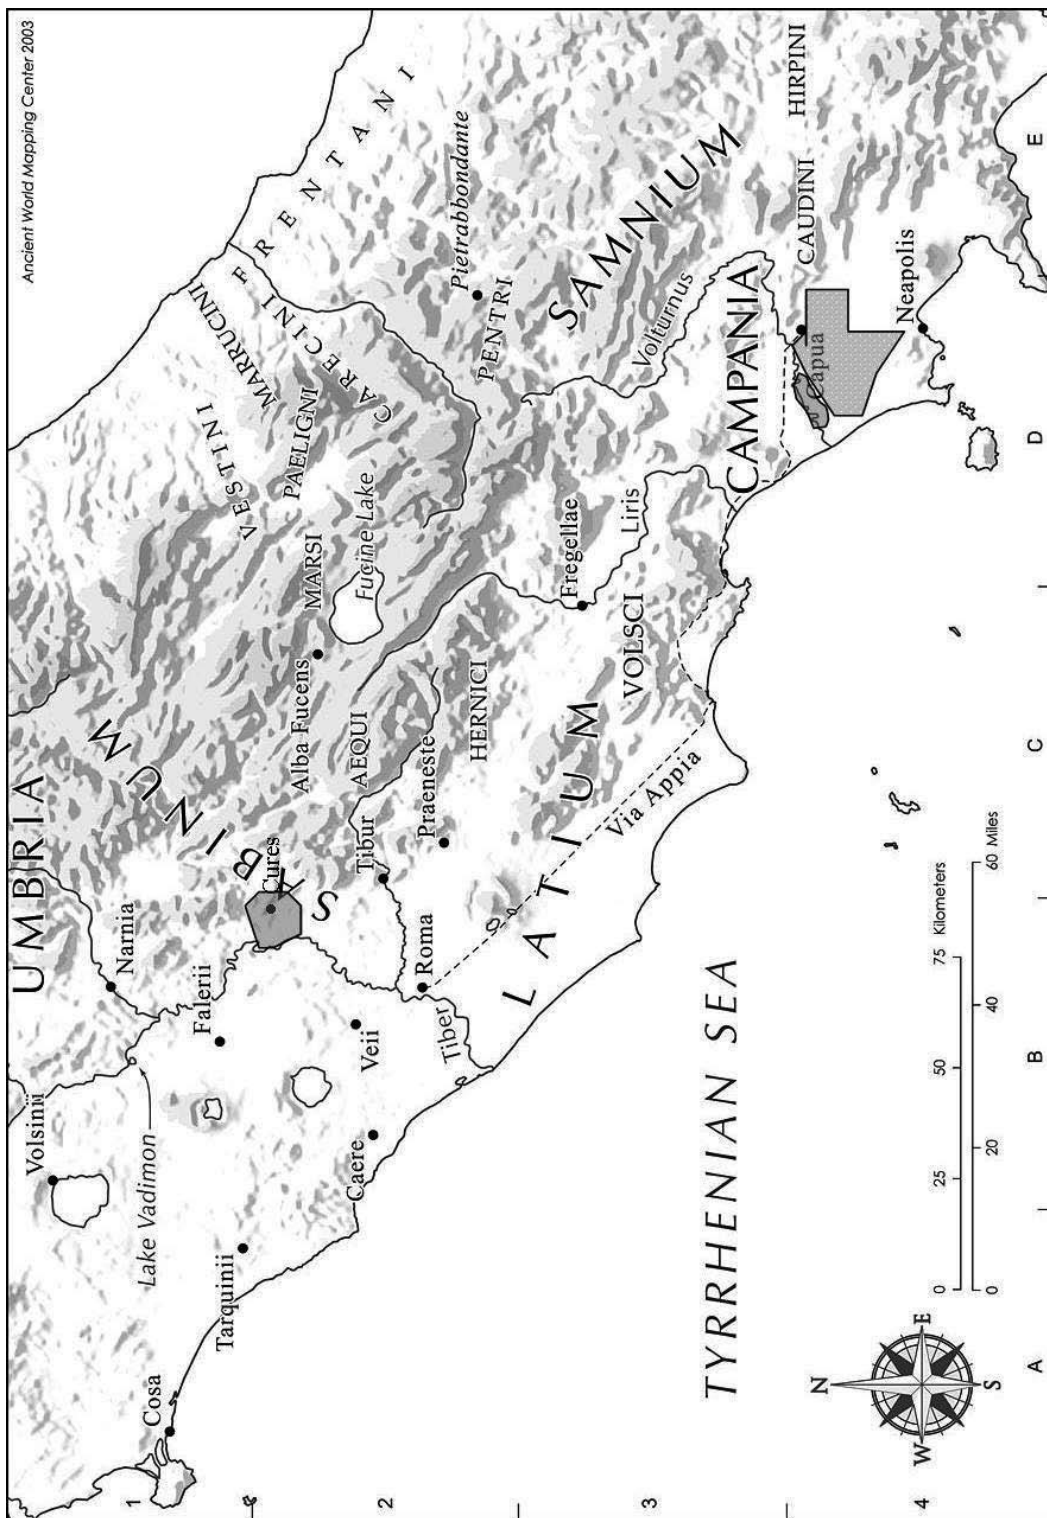 Ancient World Mapping Center 2003
UMBRIA
SABINUM
VESTINI
MARRUCINI
FRENTANI
PAELIGNI
CARECINI
MARSI
Fucine Lake
Alba Fucens
AEQUI
HERNICI
Praeneste
Tibur
Cures
Narnia
Falerii
Volsinii
Lake Vadimon
Tarquinii
Cosa
Caere
Veii
Roma
Tiber
LATIUM
Via Appia
VOLSCI
Fregellae
Liris
Pietrabbondante
PENTRI
SAMNIUM
Volturnus
CAMPANIA
Capua
CAUDINI
HIRPINI
Neapolis
TYRRHENIAN SEA
0 25 50 75 Kilometers
0 20 40 60 Miles
N
E
S
W
A
B
C
D
E
1
2
3
4